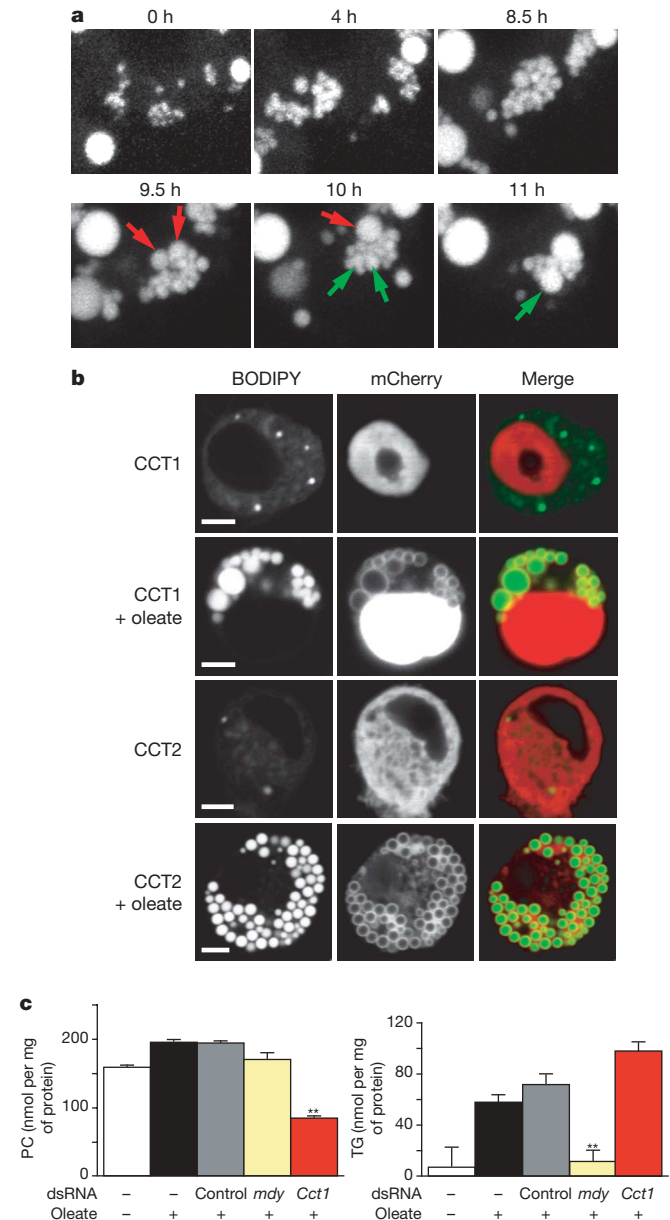 a
0 h 4 h 8.5 h
9.5 h 10 h 11 h
b
BODIPY mCherry Merge
CCT1
CCT1
+ oleate
CCT2
CCT2
+ oleate
c
PC (nmol per mg
of protein)
200
100
0
dsRNA – – Control mdy Cct1
Oleate – + + + +
**
TG (nmol per mg
of protein)
120
80
40
0
**
dsRNA – – Control mdy Cct1
Oleate – + + + +